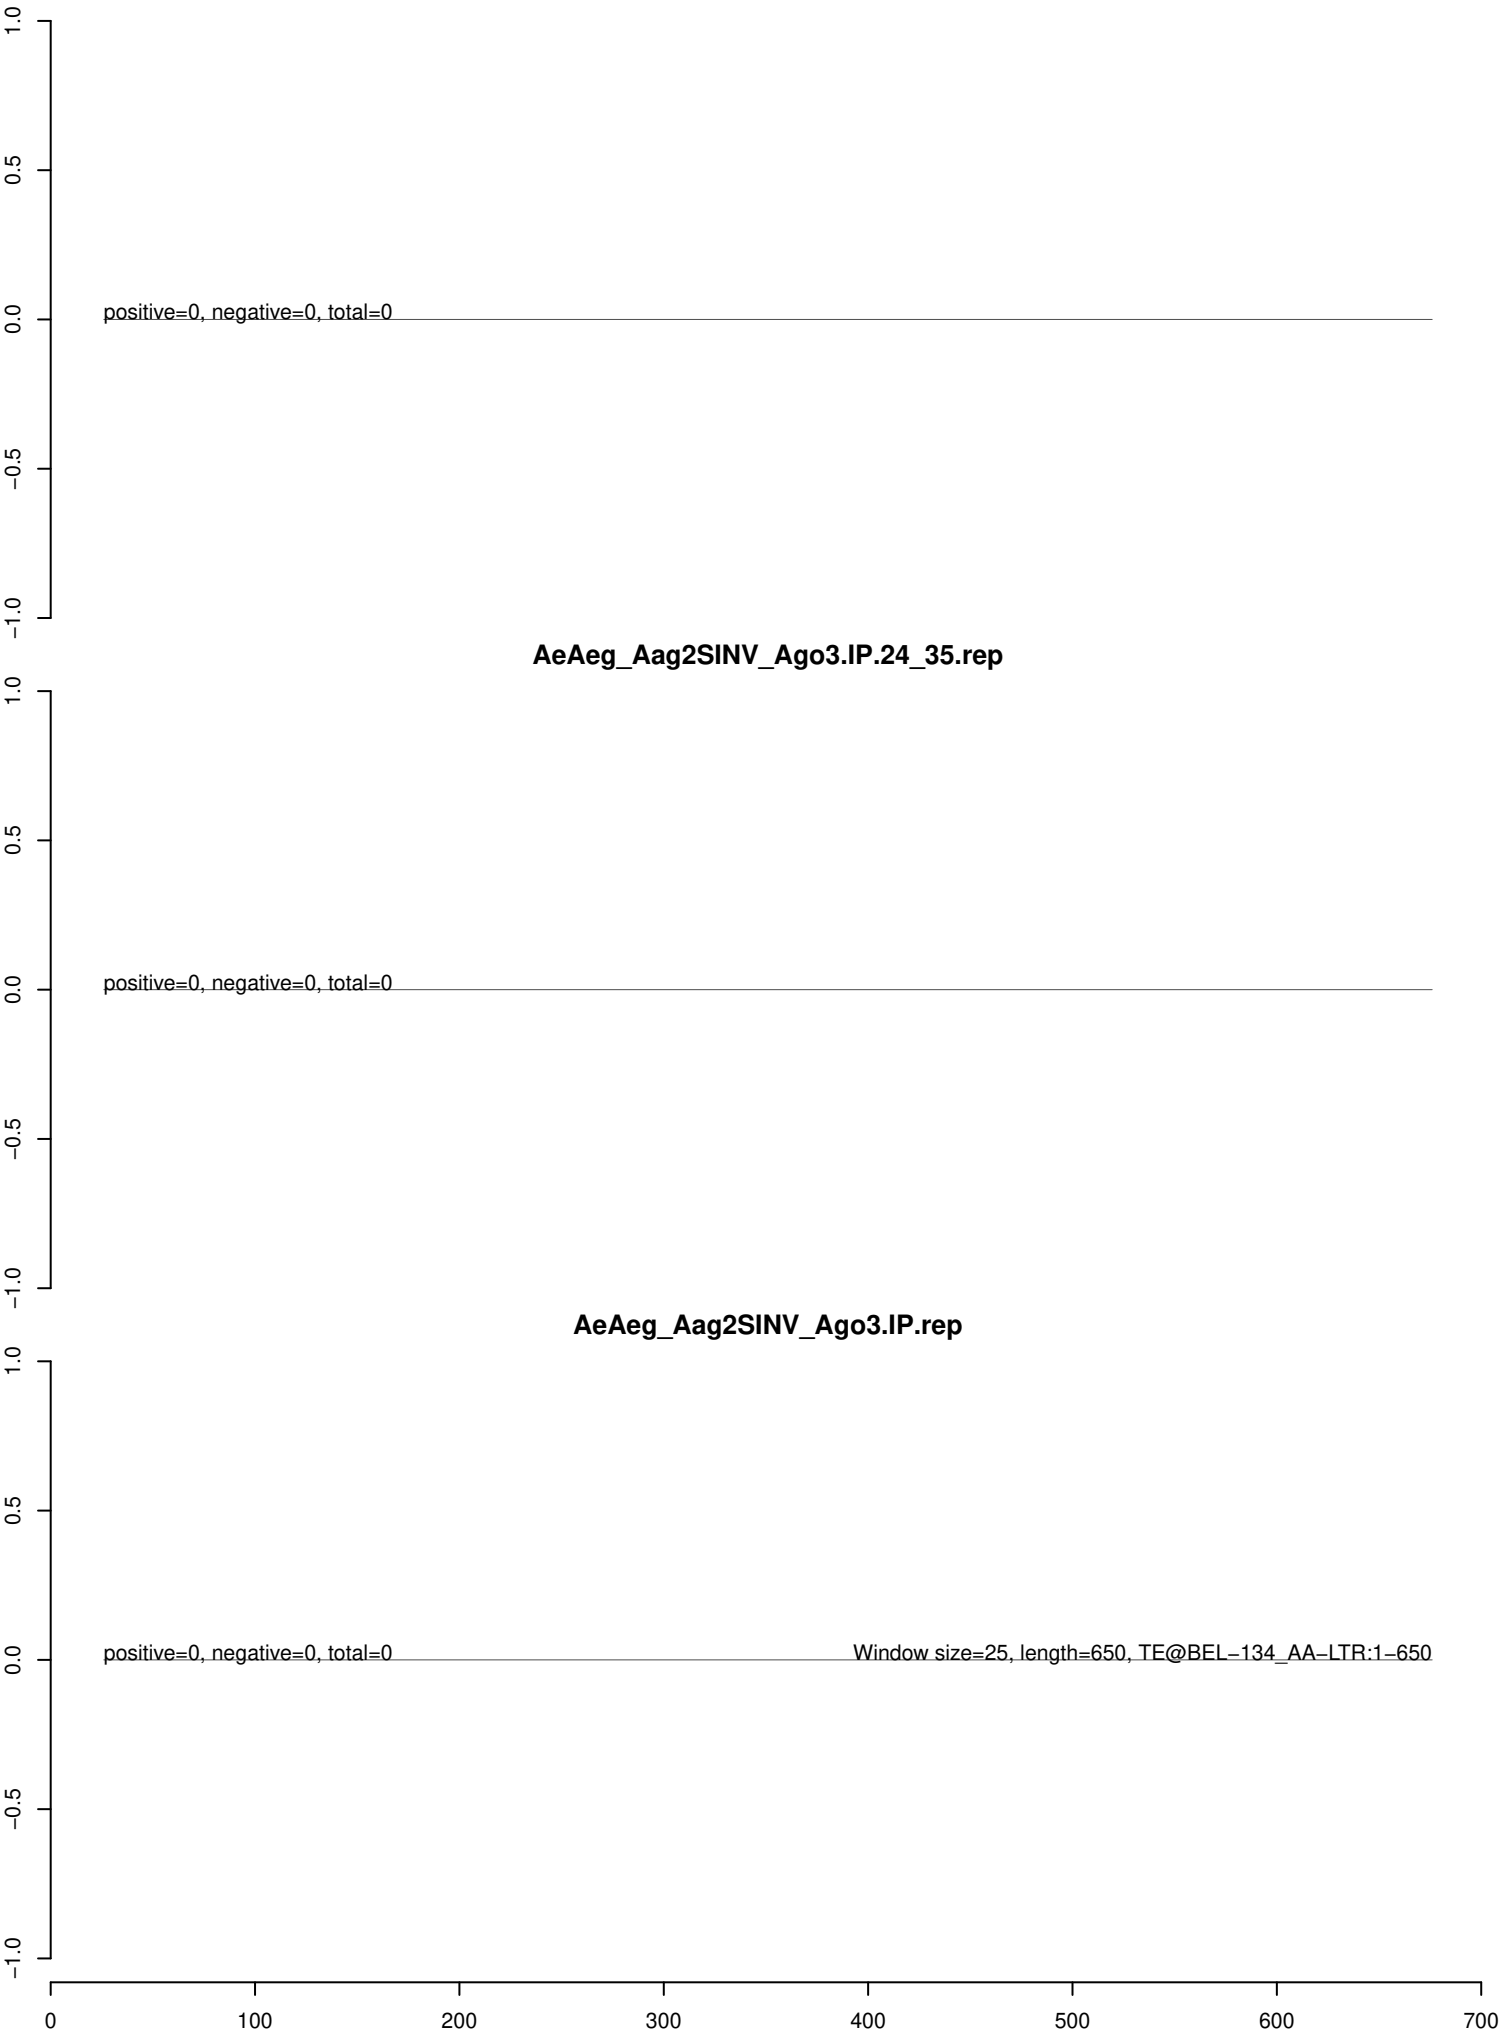 1.0
0.5
0.0
−0.5
−1.0
positive=0, negative=0, total=0
AeAeg_Aag2SINV_Ago3.IP.24_35.rep
1.0
0.5
0.0
−0.5
−1.0
positive=0, negative=0, total=0
AeAeg_Aag2SINV_Ago3.IP.rep
1.0
0.5
0.0
−0.5
−1.0
positive=0, negative=0, total=0
Window size=25, length=650, TE@BEL−134_AA−LTR:1−650
0 100 200 300 400 500 600 700